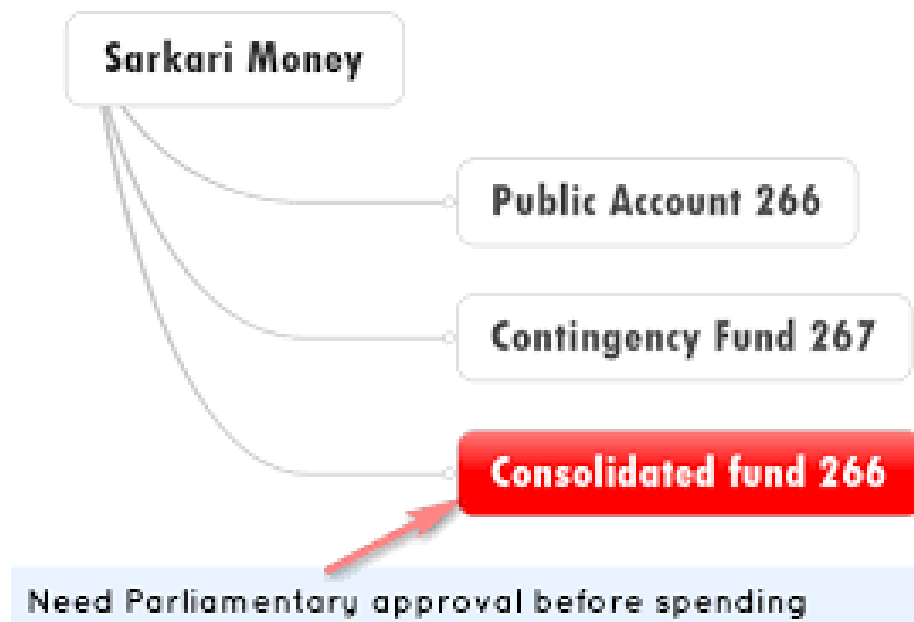 Sarkari Money
Public Account 266
Contingency Fund 267
Consolidated fund 266
Need Parliamentary approval before spending